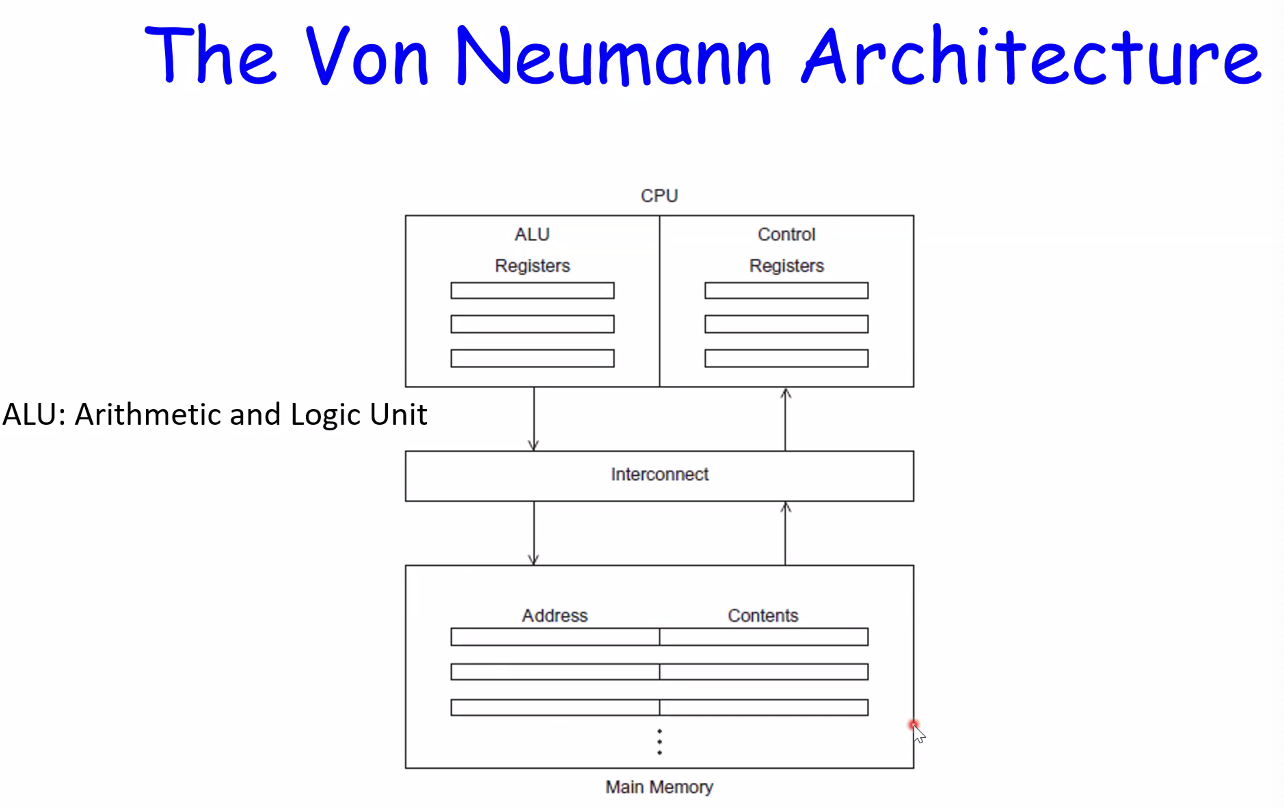 The Von Neumann Architecture
CPU
ALU
Control
Registers
Registers
ALU: Arithmetic and Logic Unit
Interconnect
Address
Contents
Main Memory